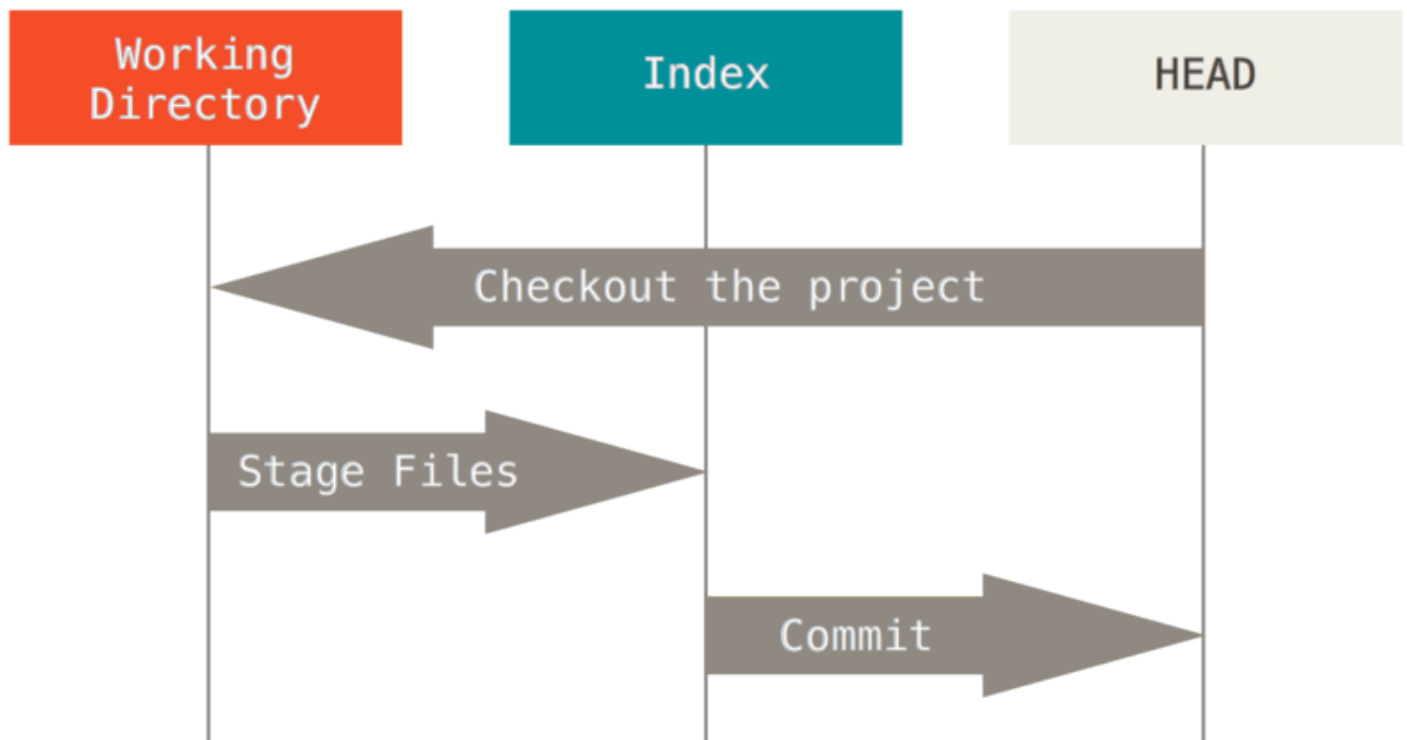 Working
Directory
Index
HEAD
Checkout the project
Stage Files
Commit